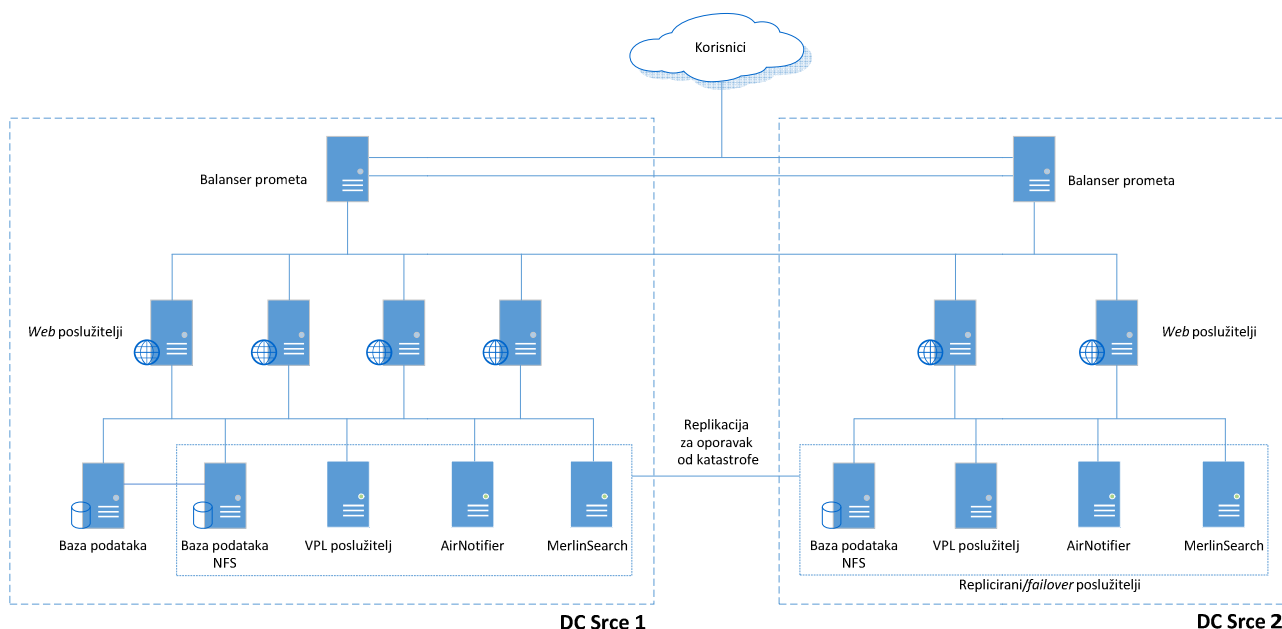 Korisnici
Balanser prometa
Balanser prometa
Web poslužitelji
Web poslužitelji
Replikacija
za oporavak
od katastrofe
Baza podataka
Baza podataka
NFS
VPL poslužitelj
AirNotifier
MerlinSearch
Baza podataka
NFS
VPL poslužitelj
AirNotifier
MerlinSearch
Replicirani/failover poslužitelji
DC Srce 1
DC Srce 2